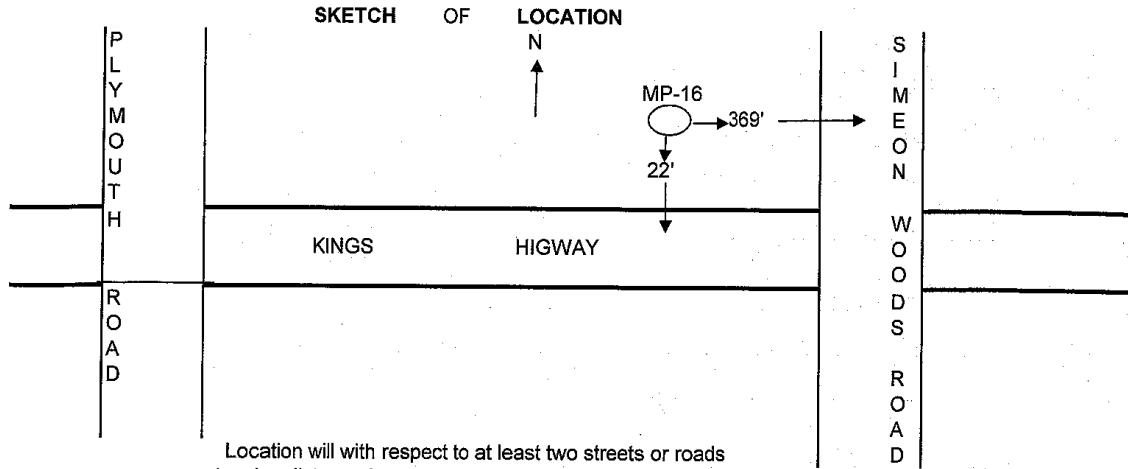 SKETCH OF LOCATION
N
PLYMOUTH ROAD
SIMEON WOODS ROAD
MP-16
369'
22'
KINGS HIGWAY
Location will with respect to at least two streets or roads